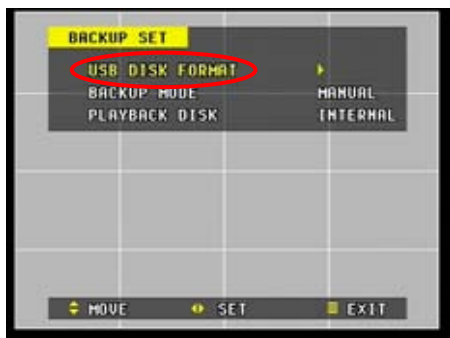 BACKUP SET
USB DISK FORMAT
BACKUP MODE MANUAL
PLAYBACK DISK INTERNAL
MOVE SET EXIT